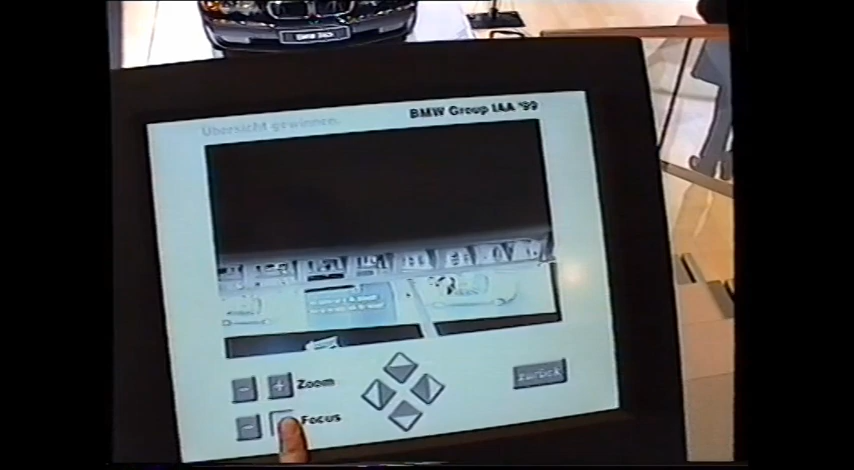 Übersicht gewinnen.
BMW Group IAA '99
- + Zoom
- Focus
zurück